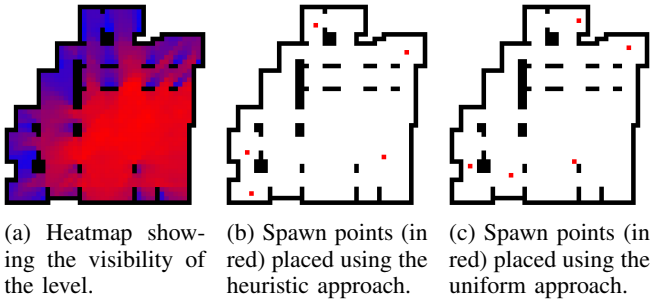 (a) Heatmap show-
ing the visibility of
the level.
(b) Spawn points (in
red) placed using the
heuristic approach.
(c) Spawn points (in
red) placed using the
uniform approach.